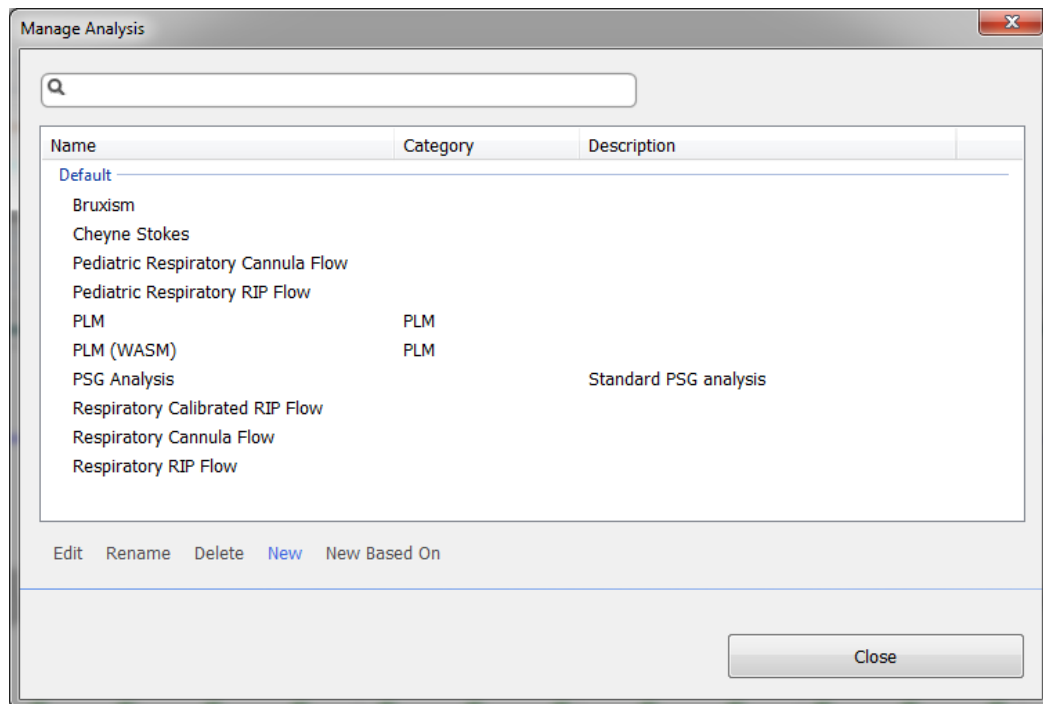 Manage Analysis
Name Category Description
Default
Bruxism
Cheyne Stokes
Pediatric Respiratory Cannula Flow
Pediatric Respiratory RIP Flow
PLM PLM
PLM (WASM) PLM
PSG Analysis Standard PSG analysis
Respiratory Calibrated RIP Flow
Respiratory Cannula Flow
Respiratory RIP Flow
Edit Rename Delete New New Based On
Close